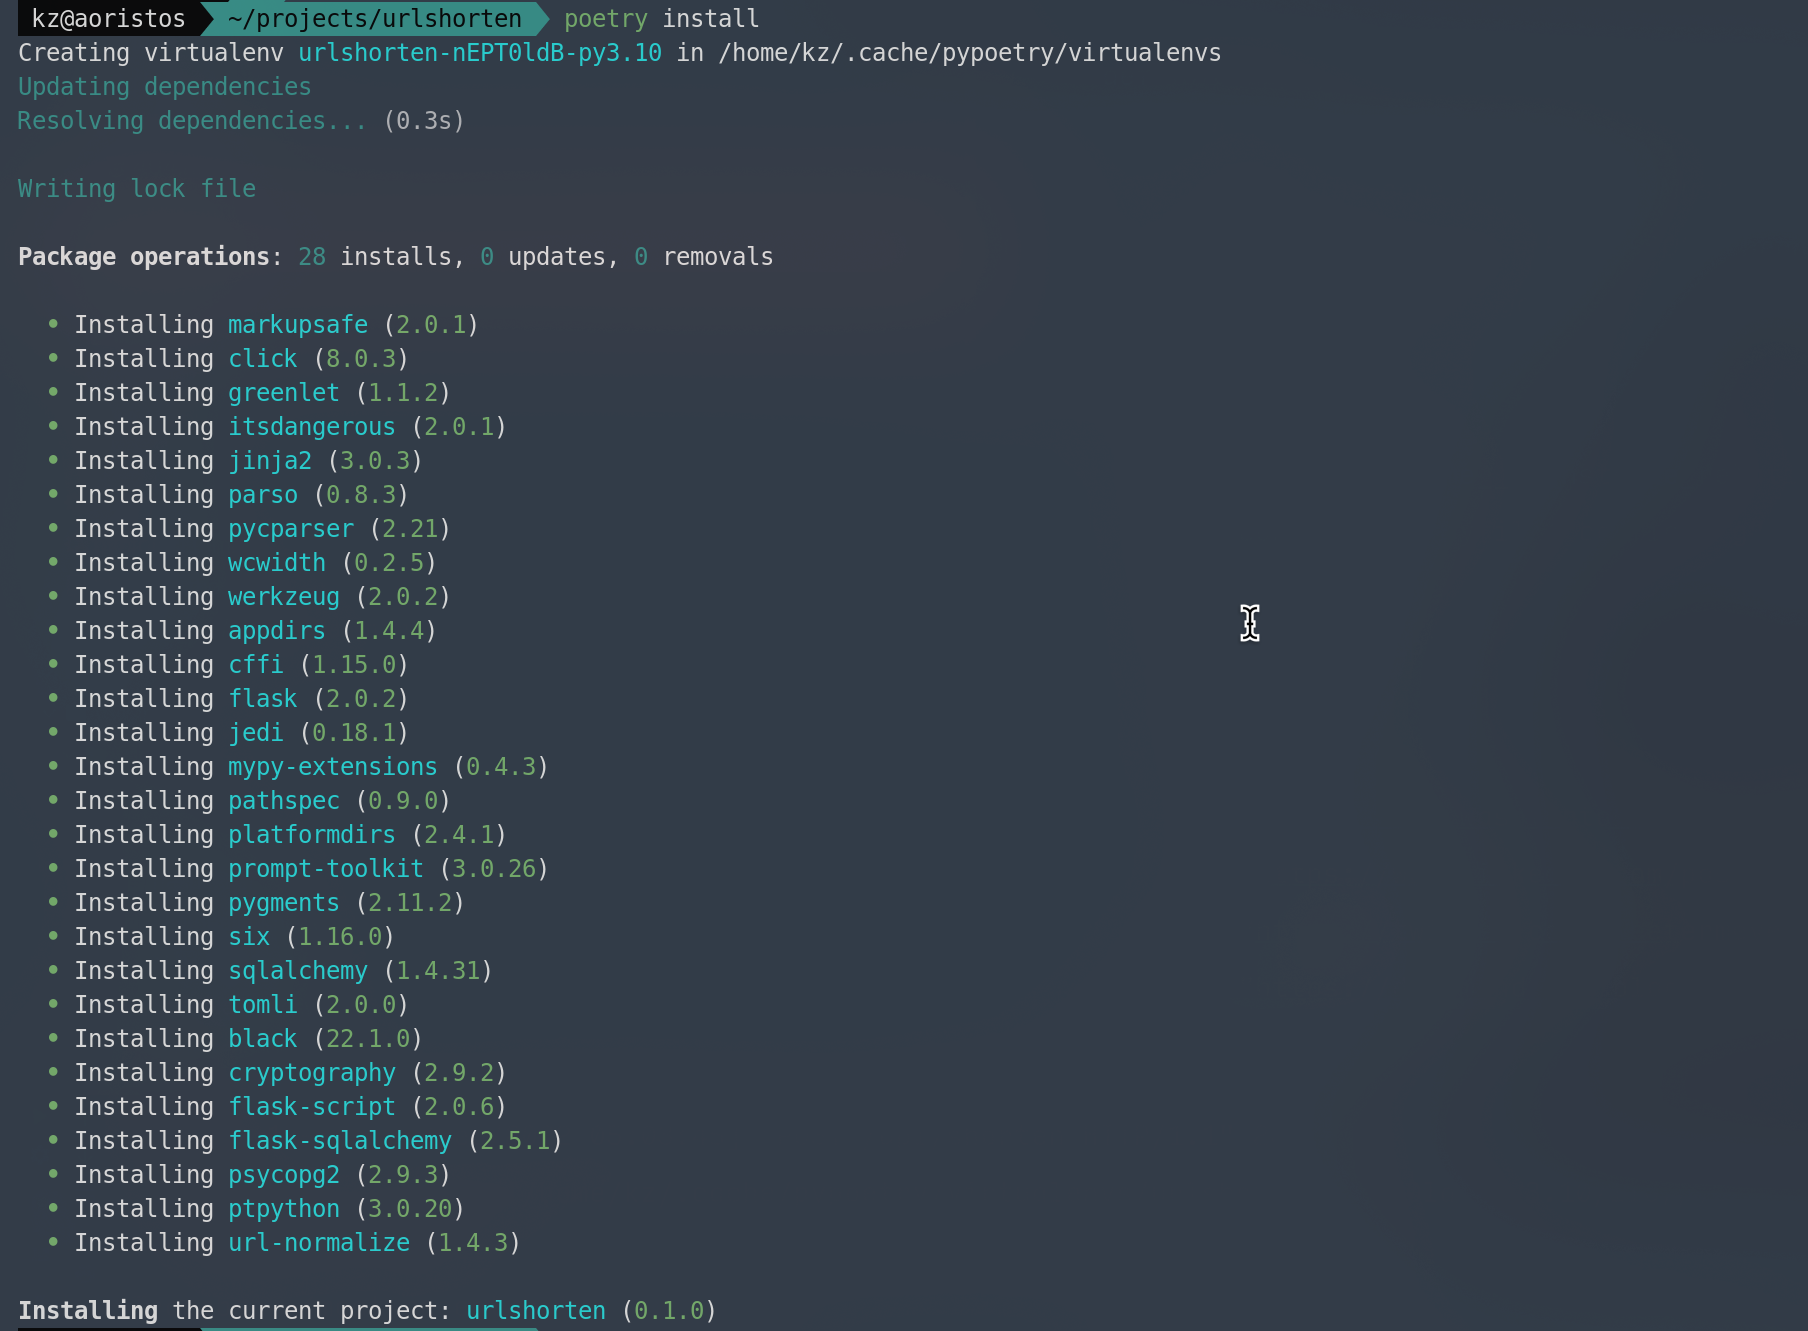 kz@aoristos ~/projects/urlshorten poetry install
Creating virtualenv urlshorten-nEPT0ldB-py3.10 in /home/kz/.cache/pypoetry/virtualenvs
Updating dependencies
Resolving dependencies... (0.3s)
Writing lock file
Package operations: 28 installs, 0 updates, 0 removals
• Installing markupsafe (2.0.1)
• Installing click (8.0.3)
• Installing greenlet (1.1.2)
• Installing itsdangerous (2.0.1)
• Installing jinja2 (3.0.3)
• Installing parso (0.8.3)
• Installing pycparser (2.21)
• Installing wcwidth (0.2.5)
• Installing werkzeug (2.0.2)
• Installing appdirs (1.4.4)
• Installing cffi (1.15.0)
• Installing flask (2.0.2)
• Installing jedi (0.18.1)
• Installing mypy-extensions (0.4.3)
• Installing pathspec (0.9.0)
• Installing platformdirs (2.4.1)
• Installing prompt-toolkit (3.0.26)
• Installing pygments (2.11.2)
• Installing six (1.16.0)
• Installing sqlalchemy (1.4.31)
• Installing tomli (2.0.0)
• Installing black (22.1.0)
• Installing cryptography (2.9.2)
• Installing flask-script (2.0.6)
• Installing flask-sqlalchemy (2.5.1)
• Installing psycopg2 (2.9.3)
• Installing ptpython (3.0.20)
• Installing url-normalize (1.4.3)
Installing the current project: urlshorten (0.1.0)